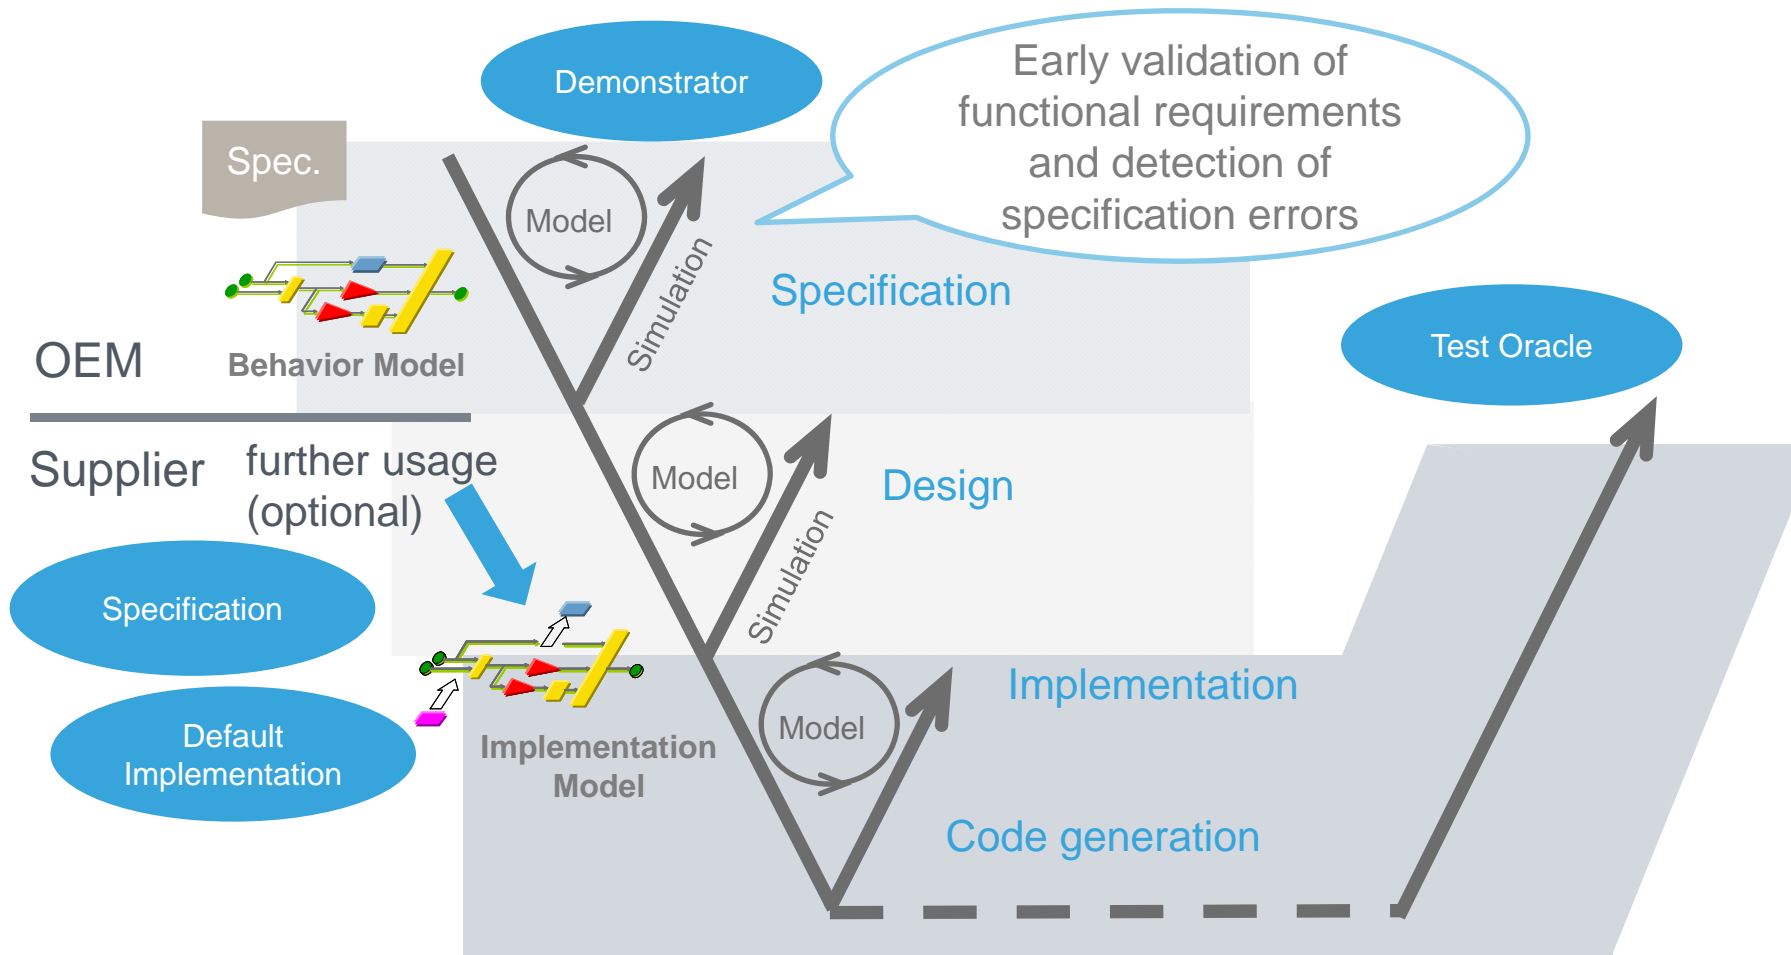 Demonstrator
Early validation of
functional requirements
and detection of
specification errors
Spec.
Model
Simulation
Specification
Behavior Model
OEM
Test Oracle
Supplier
further usage
(optional)
Model
Simulation
Design
Specification
Default
Implementation
Implementation
Model
Model
Implementation
Code generation